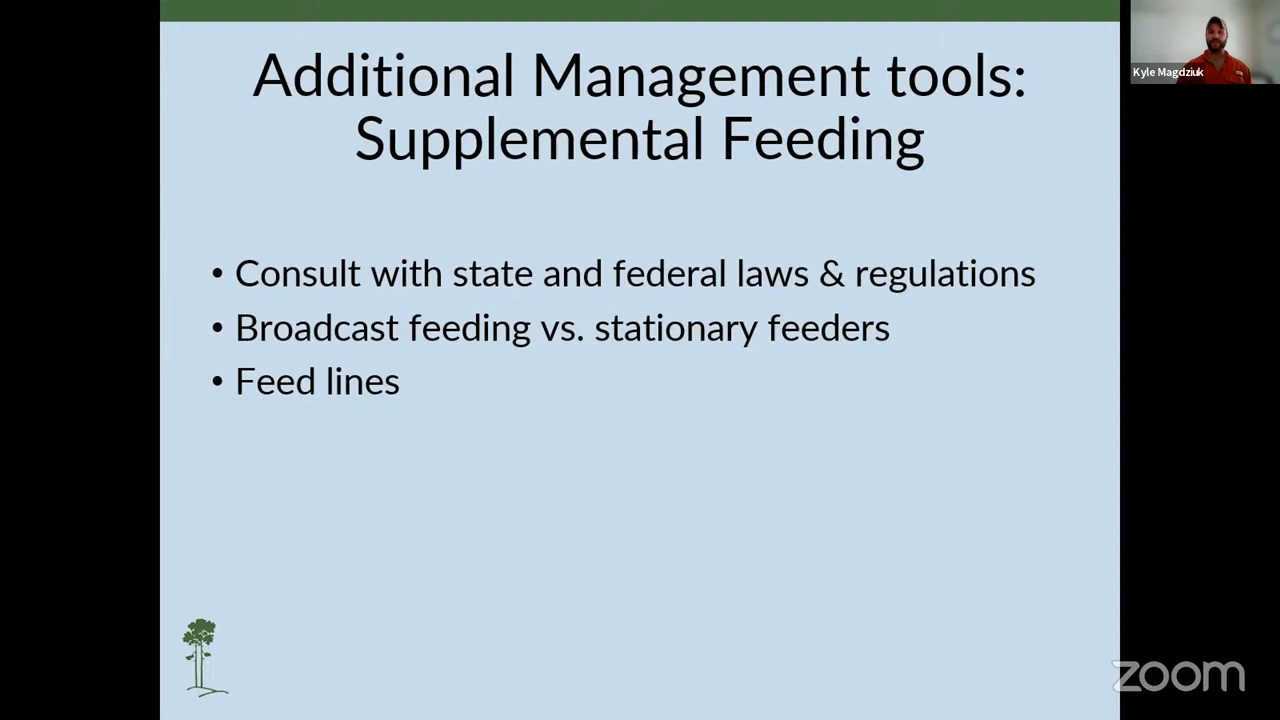 Additional Management tools:
Supplemental Feeding
• Consult with state and federal laws & regulations
• Broadcast feeding vs. stationary feeders
• Feed lines
Kyle Magdziuk
zoom